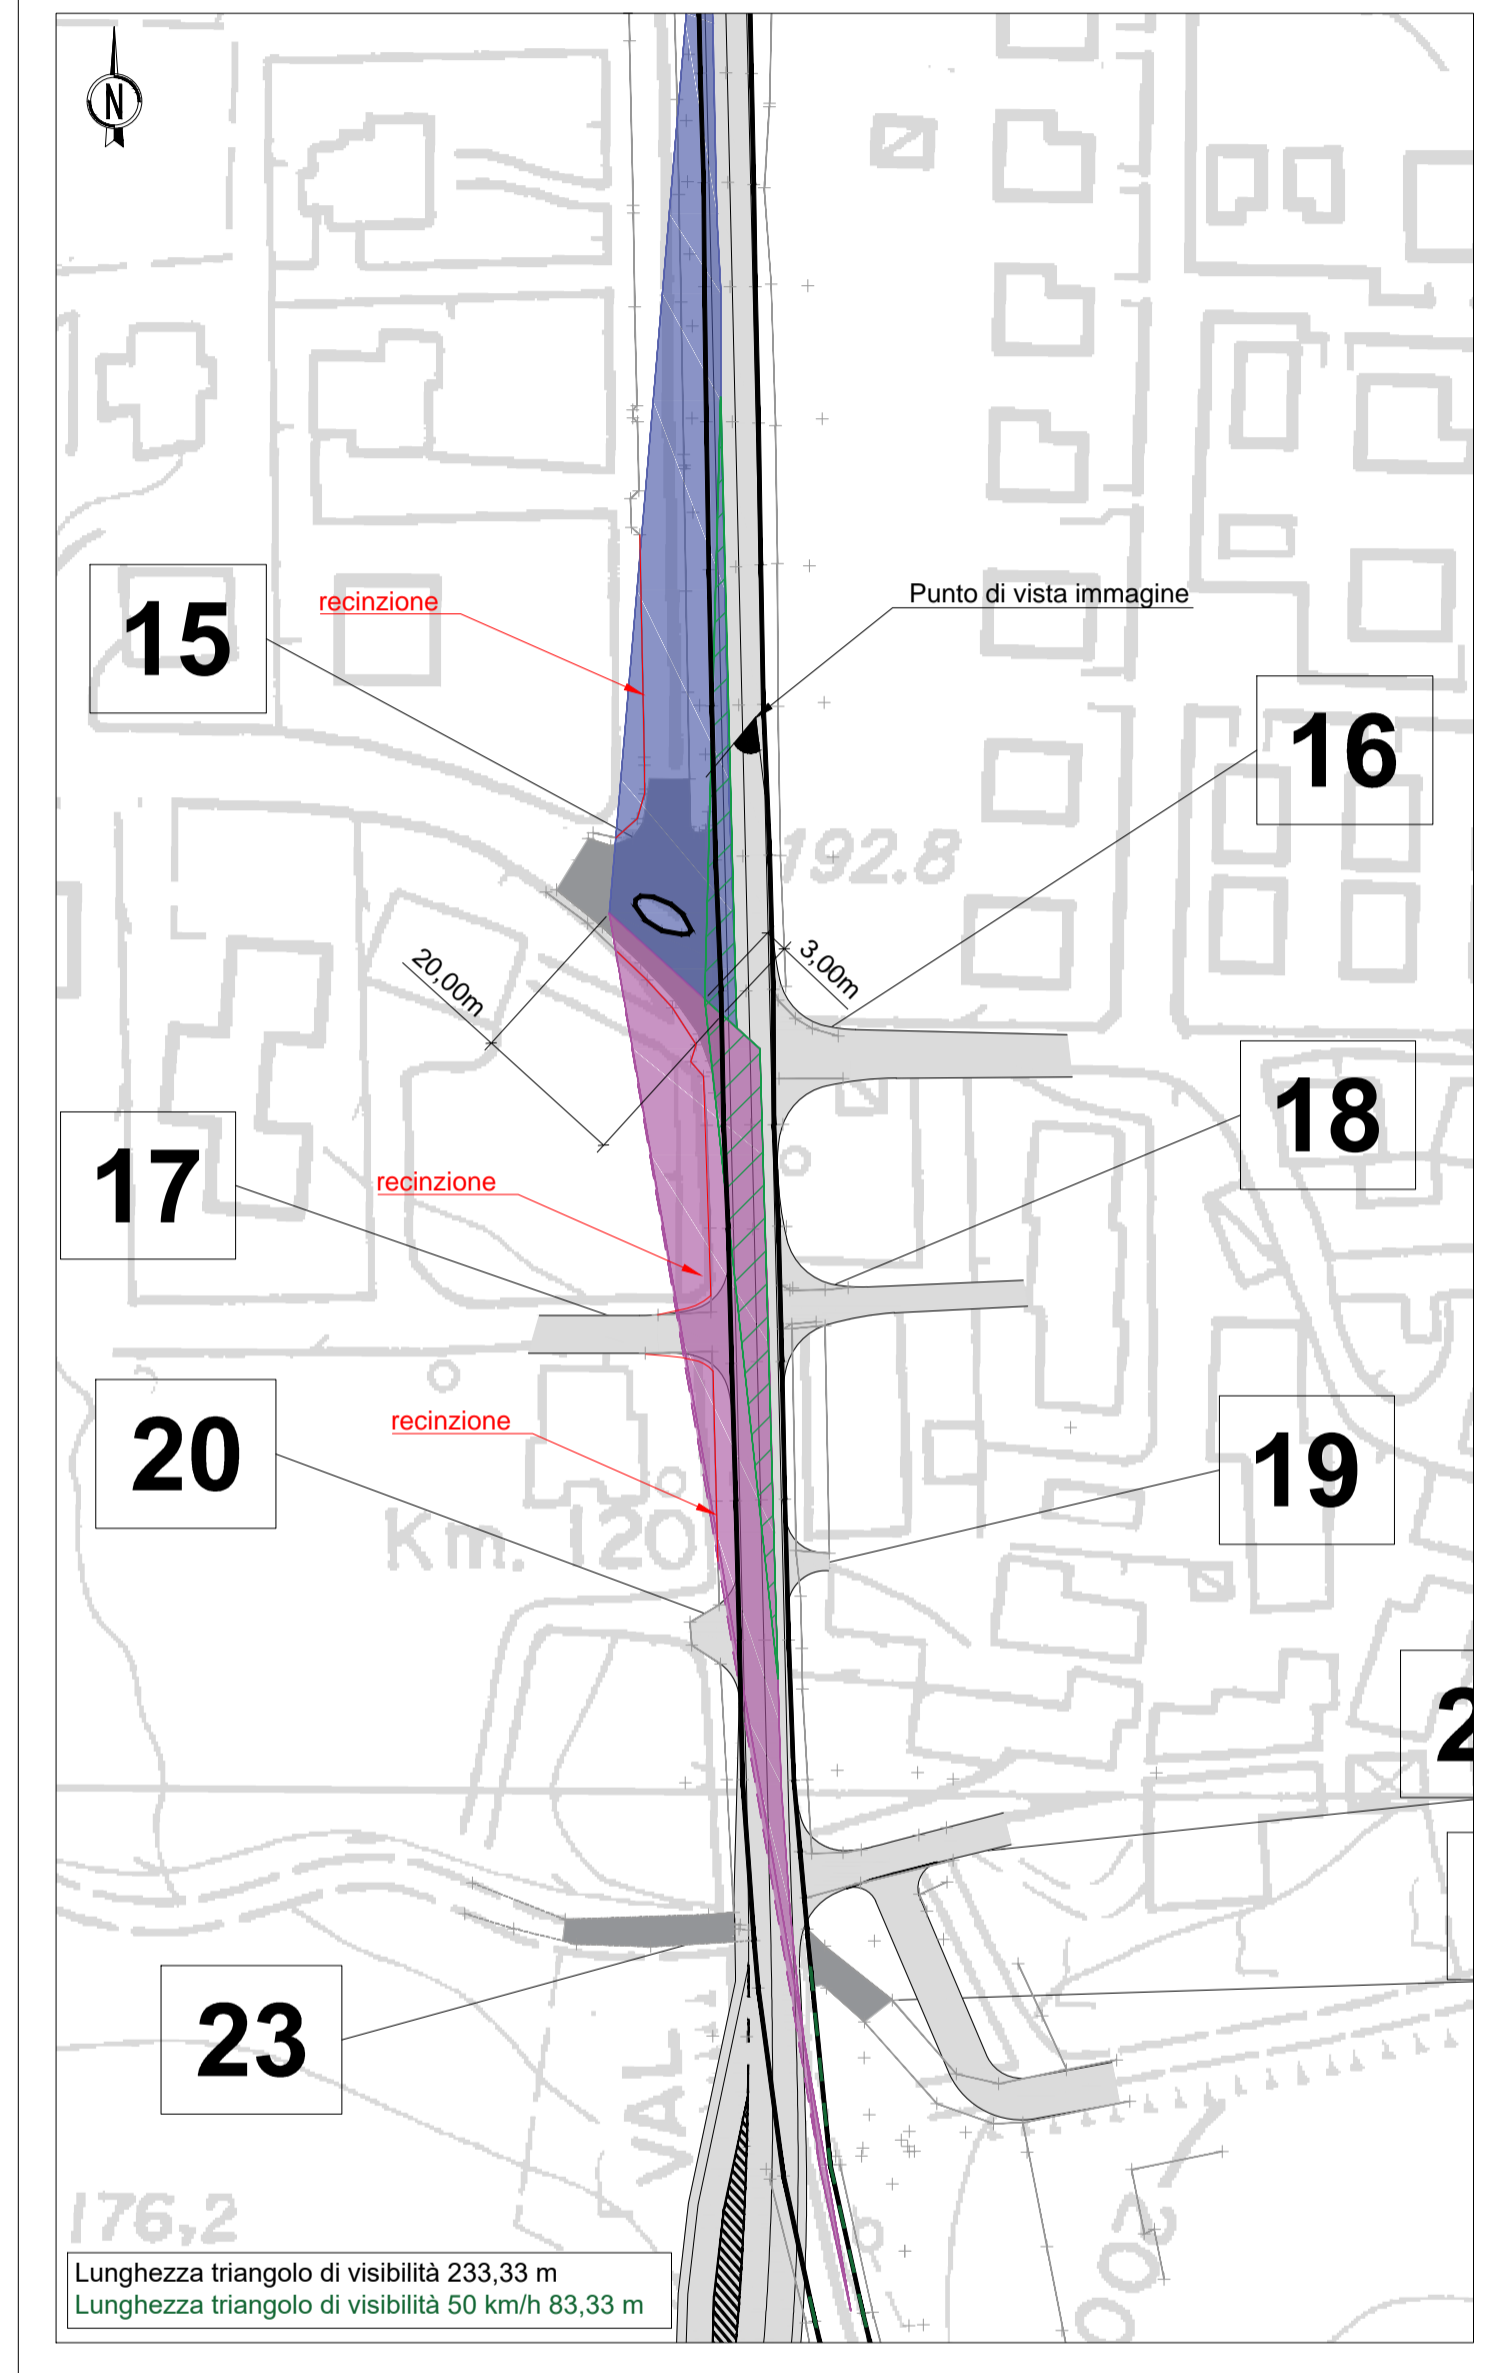 N
recinzione
15
Punto di vista immagine
16
192.8
20,00m
3,00m
18
17
recinzione
20
recinzione
19
Km. 120
2
23
VAL
176,2
Lunghezza triangolo di visibilità 233,33 m
Lunghezza triangolo di visibilità 50 km/h 83,33 m